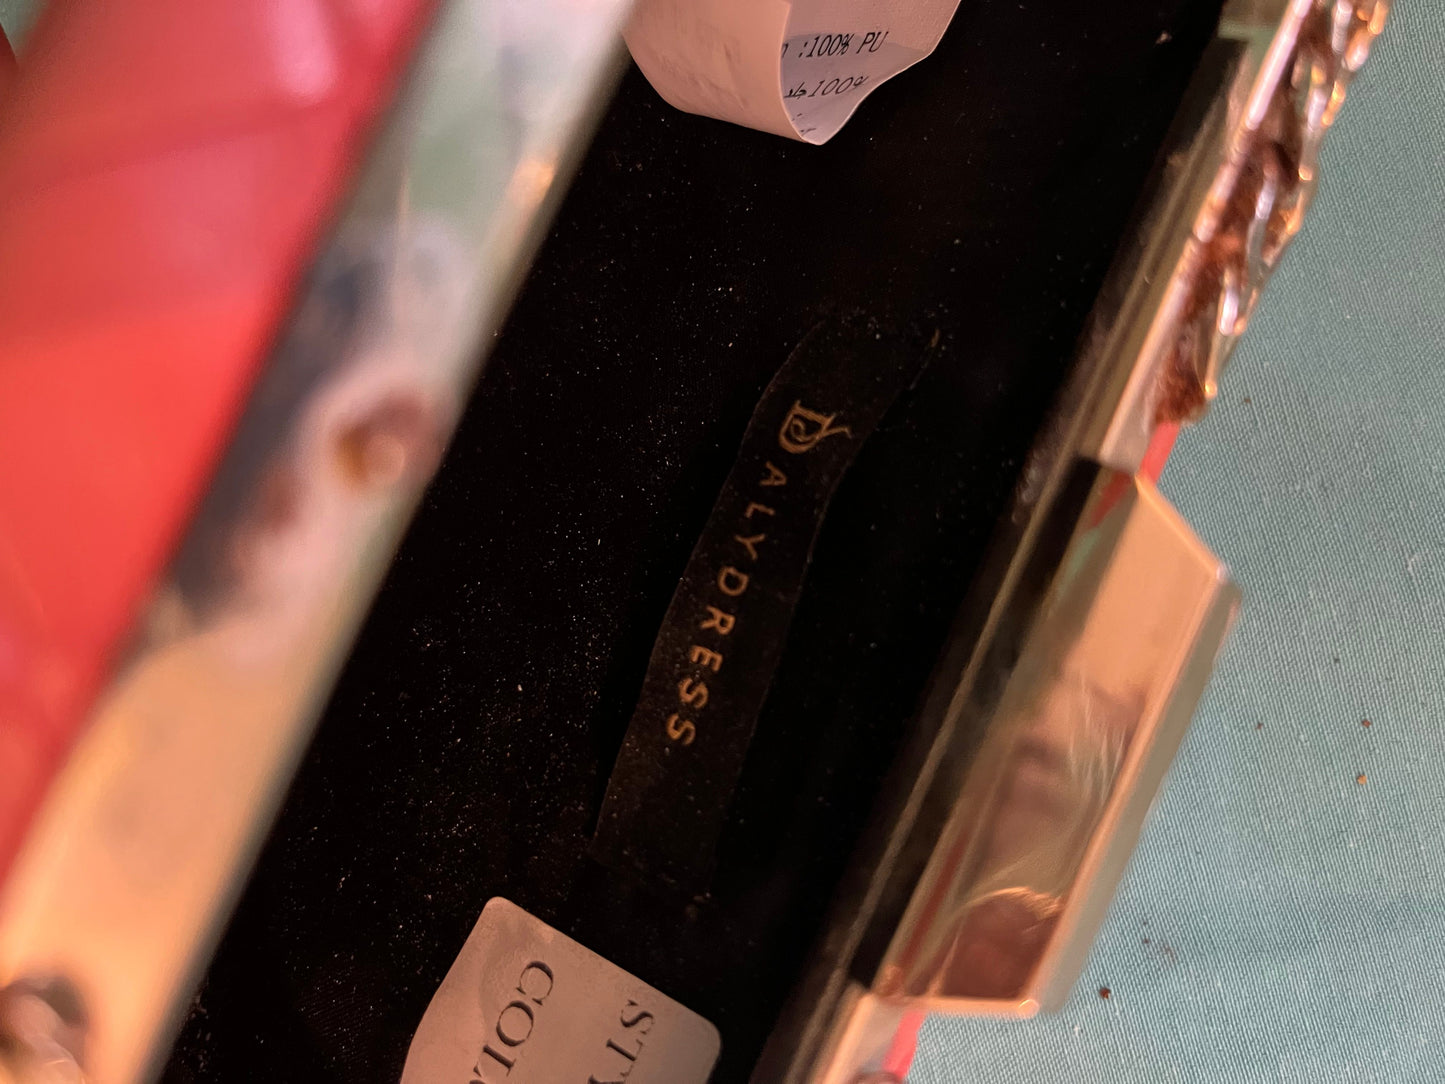 :100% PU
100%
DALYDRESS
STY
COL